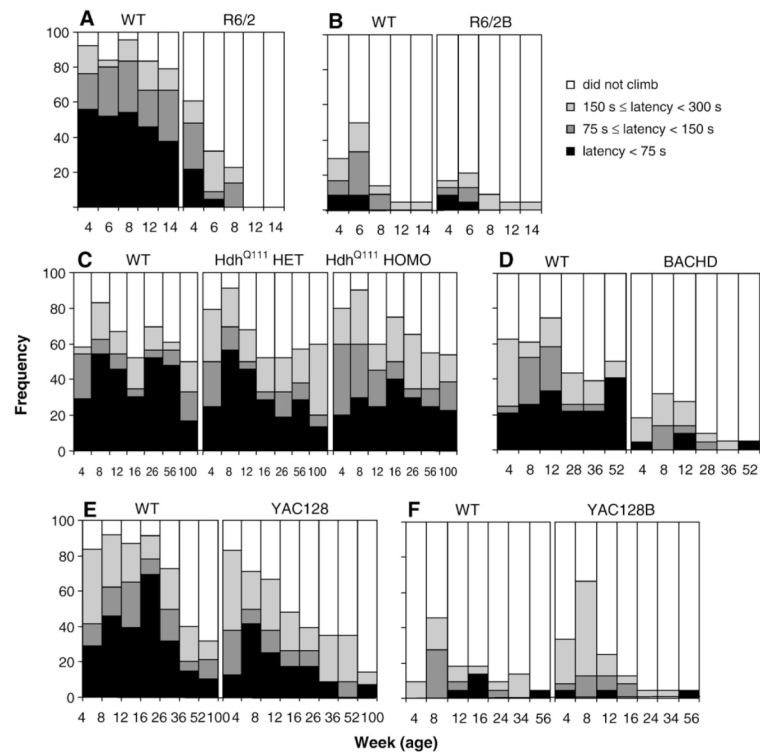 A WT R6/2
B WT R6/2B
100
80
60
40
20
4 6 8 12 14 4 6 8 12 14
4 6 8 12 14 4 6 8 12 14
did not climb
150 s ≤ latency < 300 s
75 s ≤ latency < 150 s
latency < 75 s
C WT HdhQ111 HET HdhQ111 HOMO
D WT BACHD
100
80
60
40
20
0
4 8 12 16 26 56 100 4 8 12 16 26 56 100 4 8 12 16 26 56 100
4 8 12 28 36 52 4 8 12 28 36 52
Frequency
E WT YAC128
F WT YAC128B
100
80
60
40
20
0
4 8 12 16 26 36 52 100 4 8 12 16 26 36 52 100
4 8 12 16 24 34 56 4 8 12 16 24 34 56
Week (age)